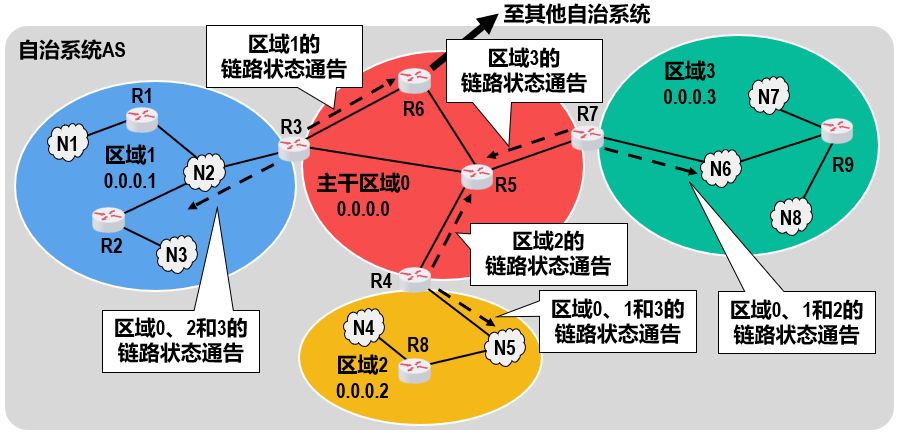 至其他自治系统
自治系统AS
区域1的
链路状态通告
区域3的
链路状态通告
R1
N1
区域1
0.0.0.1
N2
R2
N3
R3
R6
主干区域0
0.0.0.0
R5
R7
区域3
0.0.0.3
N7
N6
R9
N8
区域2的
链路状态通告
R4
区域0、2和3的
链路状态通告
区域0、1和3的
链路状态通告
区域0、1和2的
链路状态通告
N4
R8
N5
区域2
0.0.0.2